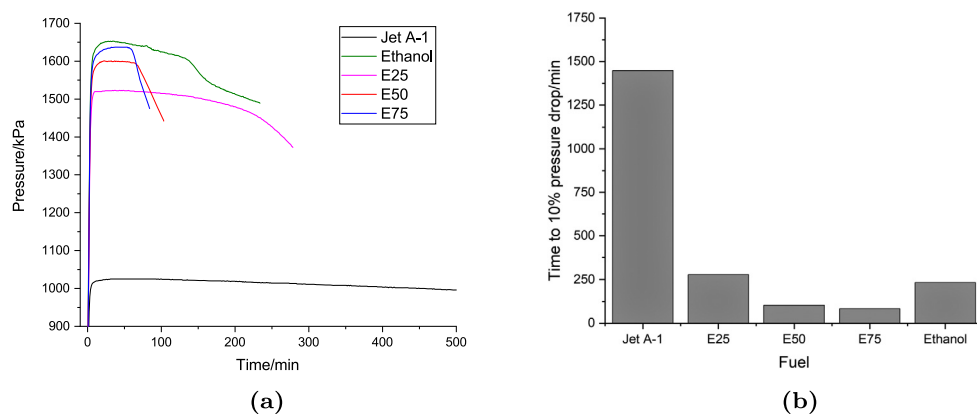 1700
1600
1500
1400
1300
1200
1100
1000
900
Pressure/kPa
0 100 200 300 400 500
Time/min
Jet A-1
Ethanol
E25
E50
E75
(a)
1750
1500
1250
1000
750
500
250
0
Time to 10% pressure drop/min
Jet A-1 E25 E50 E75 Ethanol
Fuel
(b)